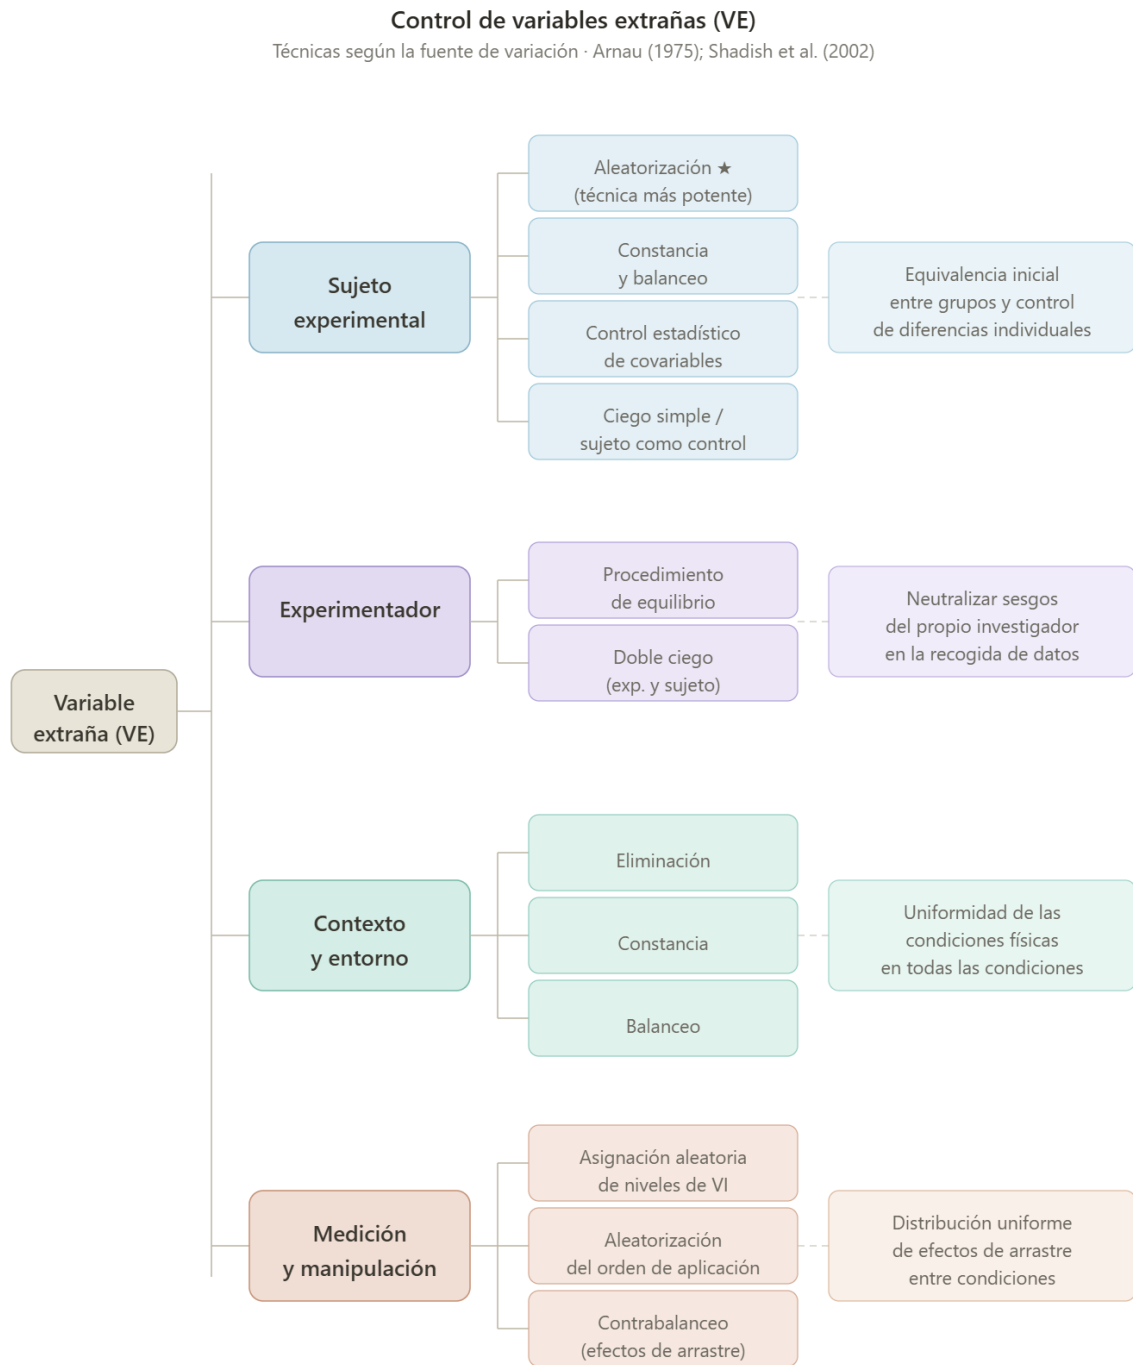 Control de variables extrañas (VE)
Técnicas según la fuente de variación · Arnau (1975); Shadish et al. (2002)
Variable
extraña (VE)
Sujeto
experimental
Aleatorización ★
(técnica más potente)
Constancia
y balanceo
Control estadístico
de covariables
Ciego simple /
sujeto como control
Equivalencia inicial
entre grupos y control
de diferencias individuales
Experimentador
Procedimiento
de equilibrio
Doble ciego
(exp. y sujeto)
Neutralizar sesgos
del propio investigador
en la recogida de datos
Contexto
y entorno
Eliminación
Constancia
Balanceo
Uniformidad de las
condiciones físicas
en todas las condiciones
Medición
y manipulación
Asignación aleatoria
de niveles de VI
Aleatorización
del orden de aplicación
Contrabalanceo
(efectos de arrastre)
Distribución uniforme
de efectos de arrastre
entre condiciones